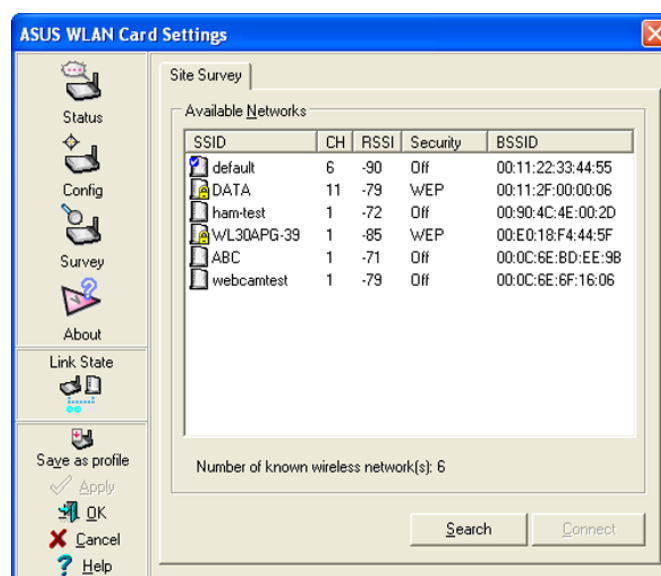 ASUS WLAN Card Settings
Status
Config
Survey
About
Link State
Save as profile
Apply
OK
Cancel
Help
Site Survey
Available Networks
SSID CH RSSI Security BSSID
default 6 -90 Off 00:11:22:33:44:55
DATA 11 -79 WEP 00:11:2F:00:00:06
ham-test 1 -72 Off 00:90:4C:4E:00:2D
WL30APG-39 1 -85 WEP 00:E0:18:F4:44:5F
ABC 1 -71 Off 00:0C:6E:BD:EE:9B
webcamtest 1 -79 Off 00:0C:6E:6F:16:06
Number of known wireless network(s): 6
Search
Connect